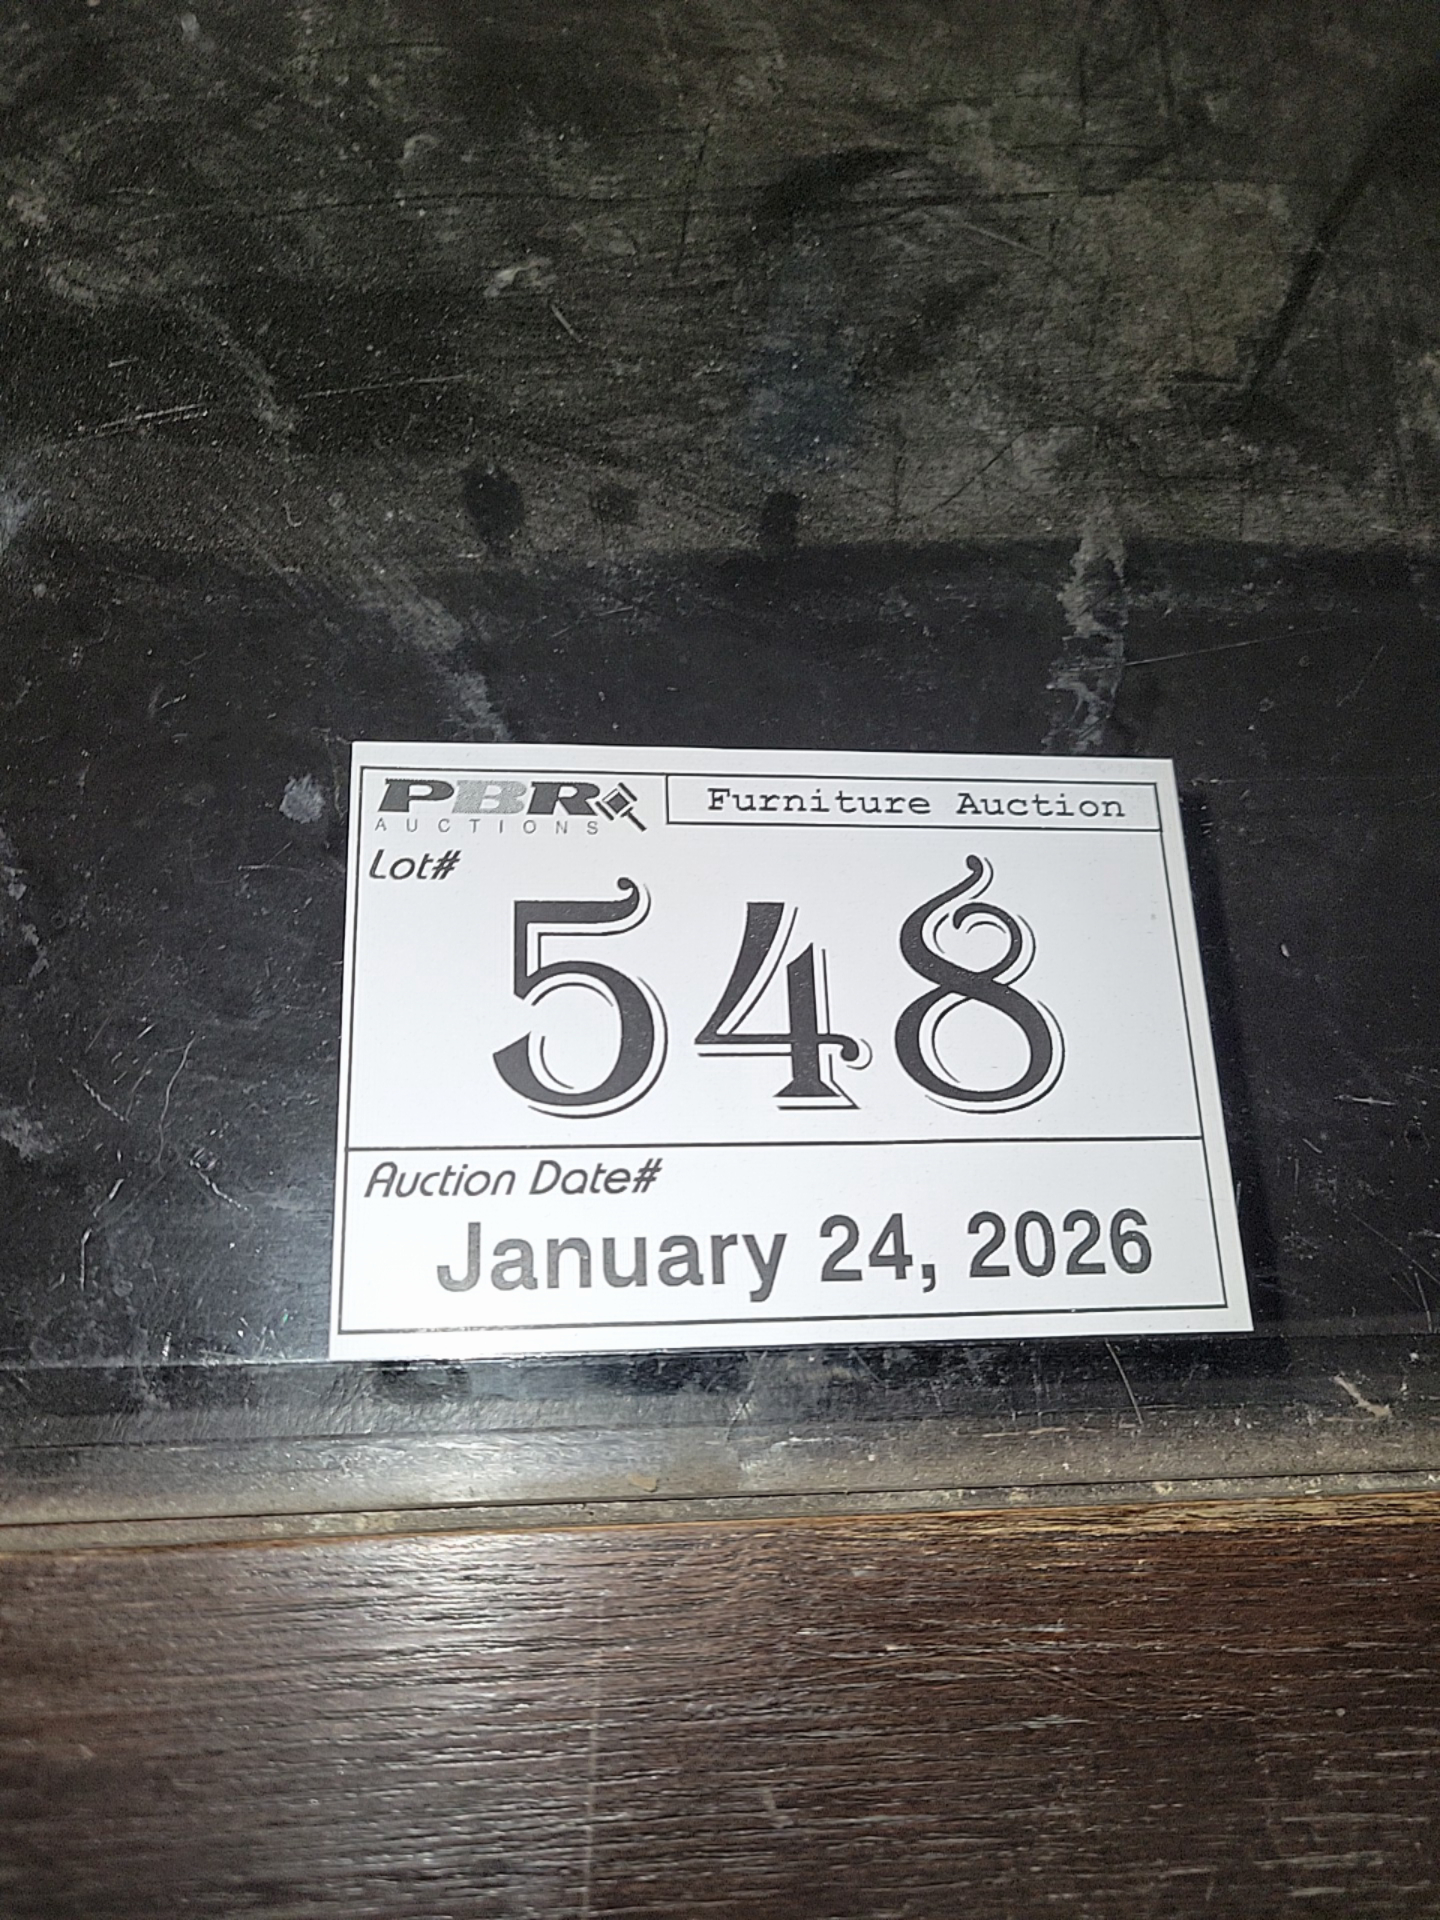 PBR
AUCTIONS
Furniture Auction
Lot#
548
Auction Date#
January 24, 2026